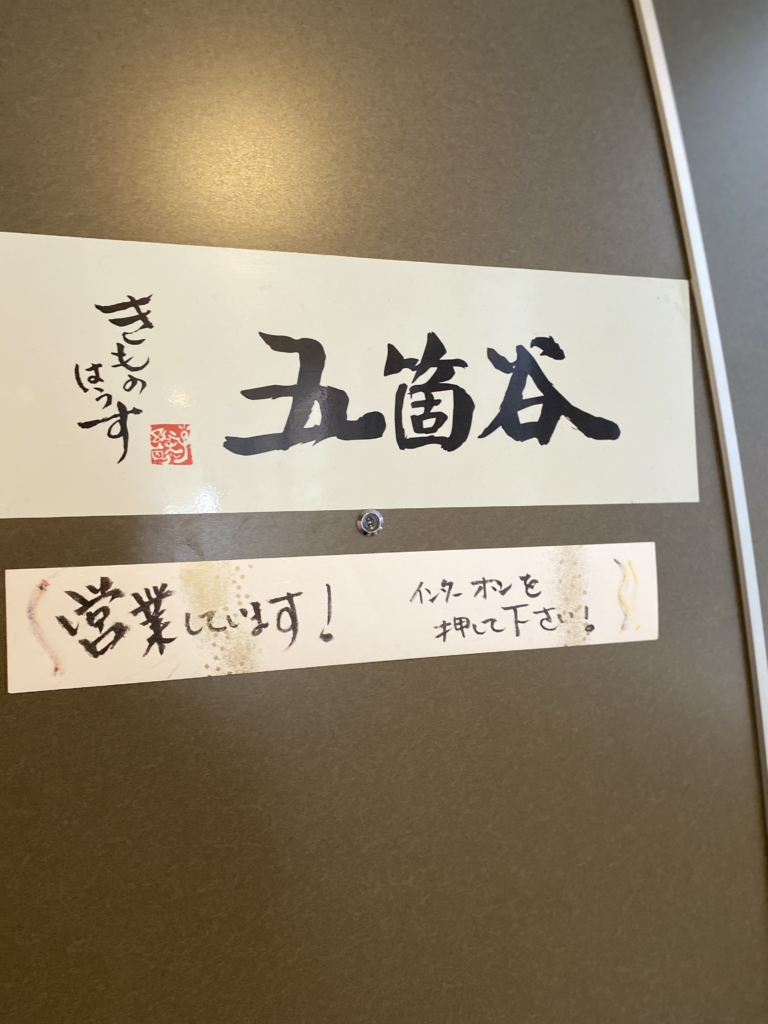 きもの
はうす
五箇谷
営業しています!
インターホンを
押して下さい!